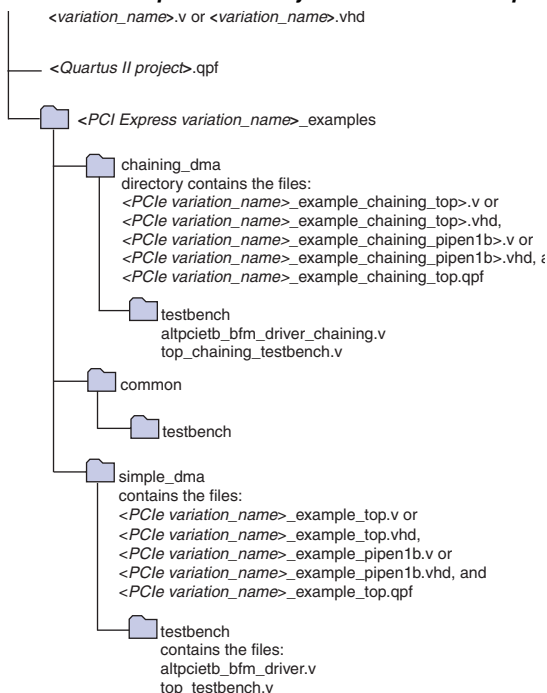 <variation_name>.v or <variation_name>.vhd
<Quartus II project>.qpf
<PCI Express variation_name>_examples
chaining_dma
directory contains the files:
<PCIe variation_name>_example_chaining_top>.v or
<PCIe variation_name>_example_chaining_top>.vhd,
<PCIe variation_name>_example_chaining_pipen1b>.v or
<PCIe variation_name>_example_chaining_pipen1b>.vhd, a
<PCIe variation_name>_example_chaining_top.qpf
testbench
altpcietb_bfm_driver_chaining.v
top_chaining_testbench.v
common
testbench
simple_dma
contains the files:
<PCIe variation_name>_example_top.v or
<PCIe variation_name>_example_top.vhd,
<PCIe variation_name>_example_pipen1b.v or
<PCIe variation_name>_example_pipen1b.vhd, and
<PCIe variation_name>_example_top.qpf
testbench
contains the files:
altpcietb_bfm_driver.v
top_testbench.v